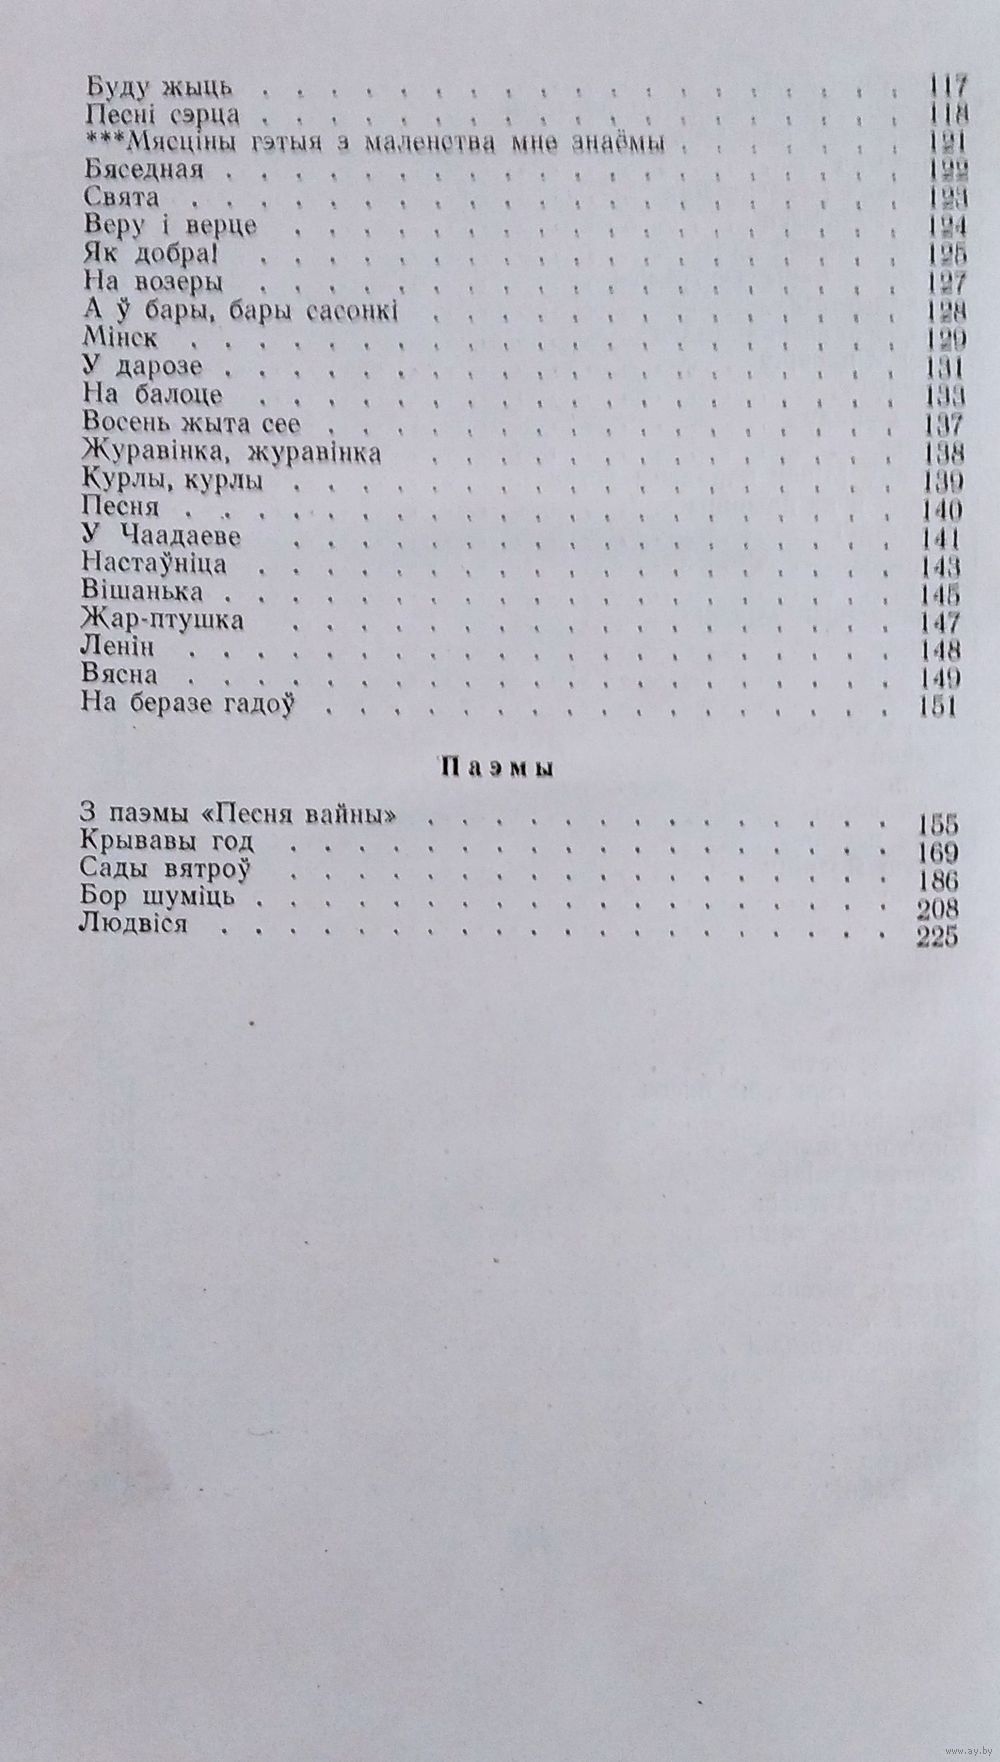 Буду жыць . . . . . . . . . . . . . . . . . . . 117
Песні сэрца . . . . . . . . . . . . . . . . . . . 118
***Мясціны гэтыя з маленства мне знаёмы . . . . . . . 121
Бяседная . . . . . . . . . . . . . . . . . . . . 122
Свята . . . . . . . . . . . . . . . . . . . . . 123
Веру і верце . . . . . . . . . . . . . . . . . . 124
Як добра! . . . . . . . . . . . . . . . . . . . 125
На возеры . . . . . . . . . . . . . . . . . . . 127
А ў бары, бары сасонкі . . . . . . . . . . . . . . 128
Мінск . . . . . . . . . . . . . . . . . . . . . 129
У дарозе . . . . . . . . . . . . . . . . . . . . 131
На балоце . . . . . . . . . . . . . . . . . . . 133
Восень жыта сее . . . . . . . . . . . . . . . . . 137
Журавінка, журавінка . . . . . . . . . . . . . . 138
Курлы, курлы . . . . . . . . . . . . . . . . . . 139
Песня . . . . . . . . . . . . . . . . . . . . . 140
У Чаадаеве . . . . . . . . . . . . . . . . . . 141
Настаўніца . . . . . . . . . . . . . . . . . . . 143
Вішанька . . . . . . . . . . . . . . . . . . . . 145
Жар-птушка . . . . . . . . . . . . . . . . . . 147
Ленін . . . . . . . . . . . . . . . . . . . . . 148
Вясна . . . . . . . . . . . . . . . . . . . . . 149
На беразе гадоў . . . . . . . . . . . . . . . . . 151
Паэмы
З паэмы «Песня вайны» . . . . . . . . . . . . . . 155
Крывавы год . . . . . . . . . . . . . . . . . . 169
Сады вятроў . . . . . . . . . . . . . . . . . . 186
Бор шуміць . . . . . . . . . . . . . . . . . . . 208
Людвіся . . . . . . . . . . . . . . . . . . . . 225
www.ay.by